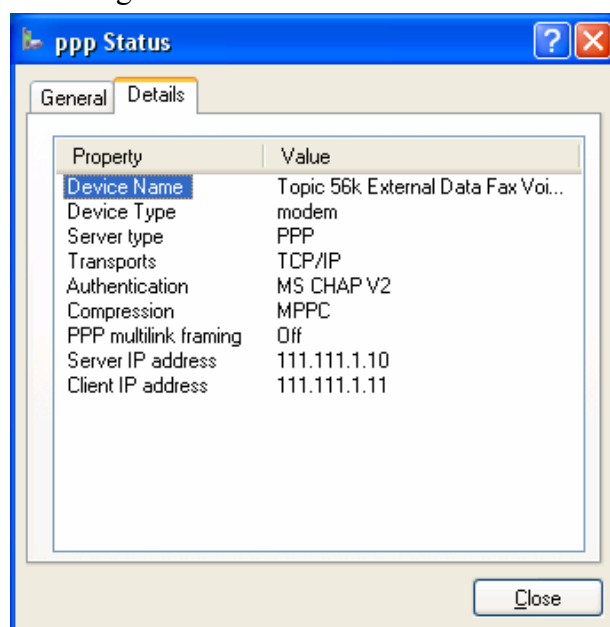 ppp Status
General Details
Property Value
Device Name Topic 56k External Data Fax Voi...
Device Type modem
Server type PPP
Transports TCP/IP
Authentication MS CHAP V2
Compression MPPC
PPP multilink framing Off
Server IP address 111.111.1.10
Client IP address 111.111.1.11
Close